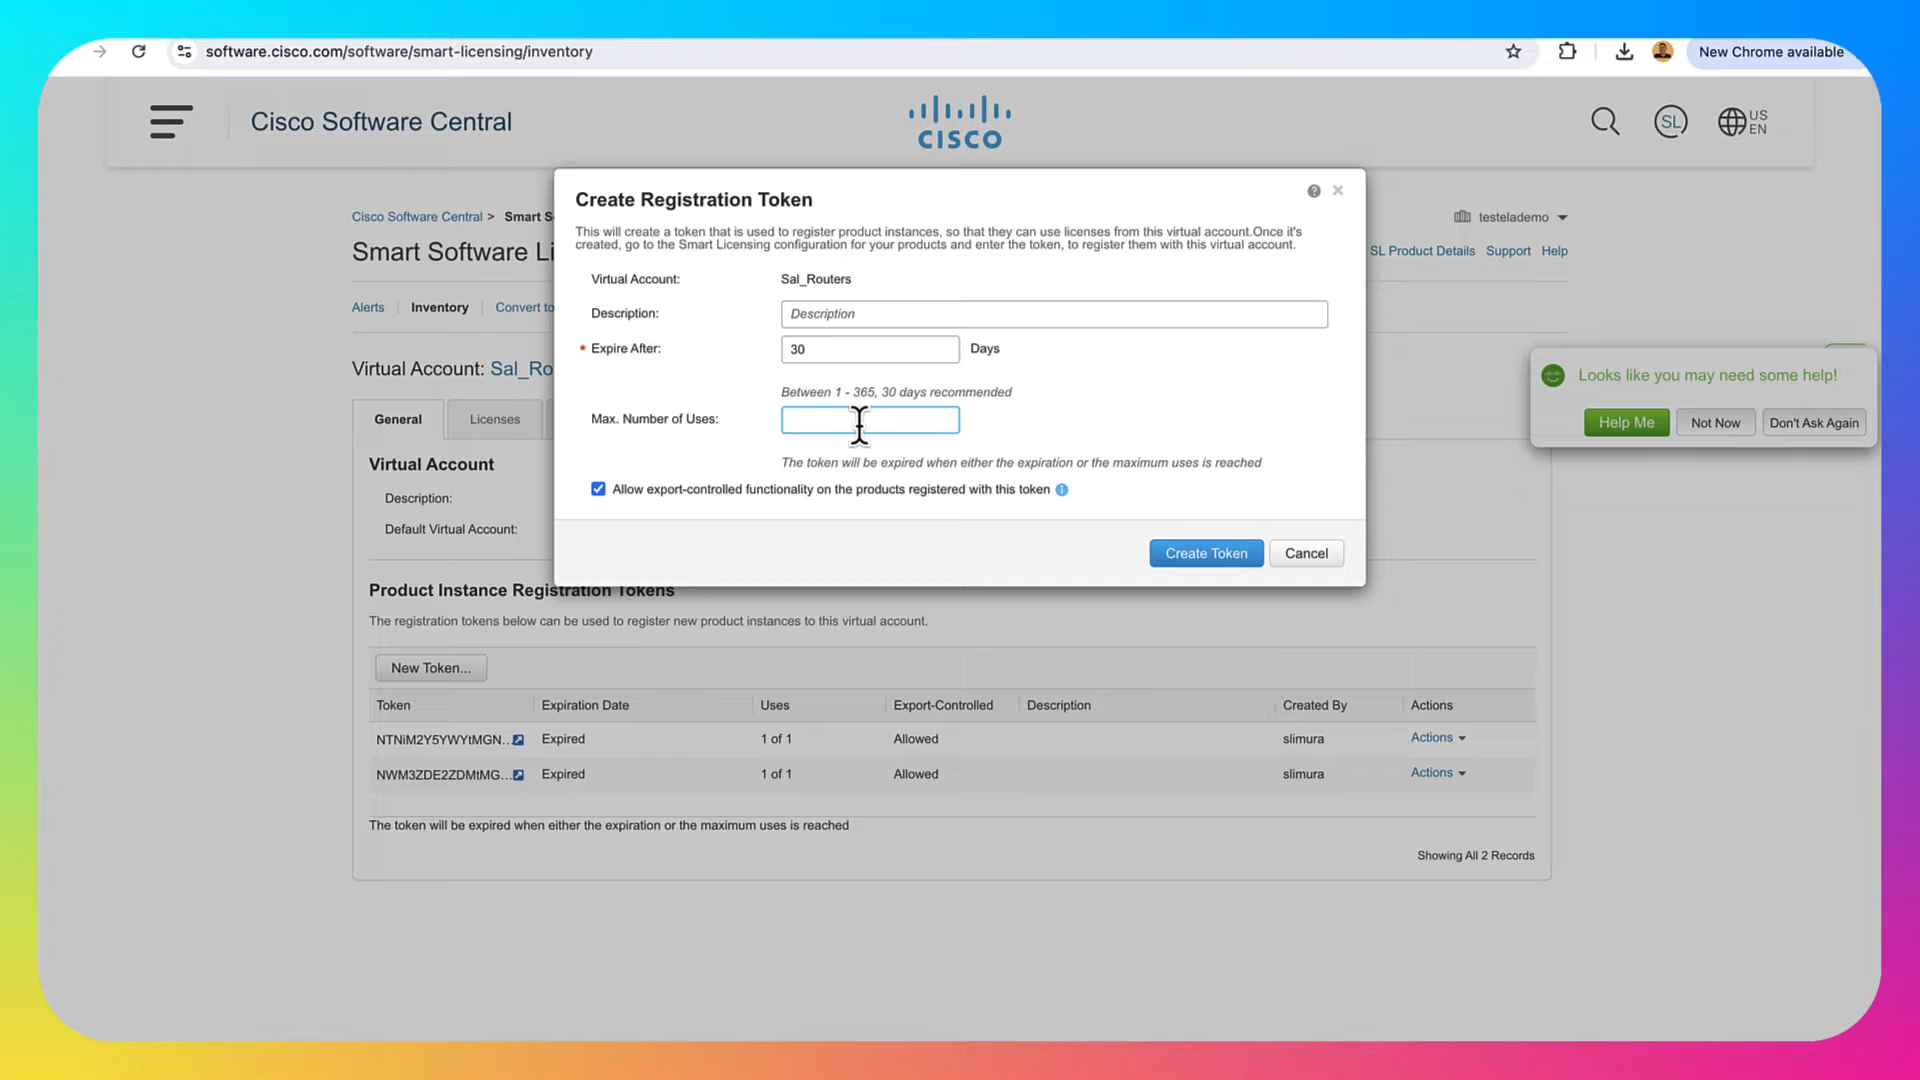 software.cisco.com/software/smart-licensing/inventory
New Chrome available
Cisco Software Central
CISCO
SL
US
EN
Create Registration Token
This will create a token that is used to register product instances, so that they can use licenses from this virtual account.Once it's
created, go to the Smart Licensing configuration for your products and enter the token, to register them with this virtual account.
Virtual Account: Sal_Routers
Description: Description
* Expire After: 30 Days
Between 1 - 365, 30 days recommended
Max. Number of Uses:
The token will be expired when either the expiration or the maximum uses is reached
Allow export-controlled functionality on the products registered with this token
Create Token Cancel
Cisco Software Central > Smart S
testelademo
Smart Software Li
SL Product Details Support Help
Alerts Inventory Convert to
Virtual Account: Sal_Ro
Looks like you may need some help!
Help Me Not Now Don't Ask Again
General Licenses
Virtual Account
Description:
Default Virtual Account:
Product Instance Registration Tokens
The registration tokens below can be used to register new product instances to this virtual account.
New Token...
Token Expiration Date Uses Export-Controlled Description Created By Actions
NTNiM2Y5YWYtMGN... Expired 1 of 1 Allowed slimura Actions
NWM3ZDE2ZDMtMG... Expired 1 of 1 Allowed slimura Actions
The token will be expired when either the expiration or the maximum uses is reached
Showing All 2 Records